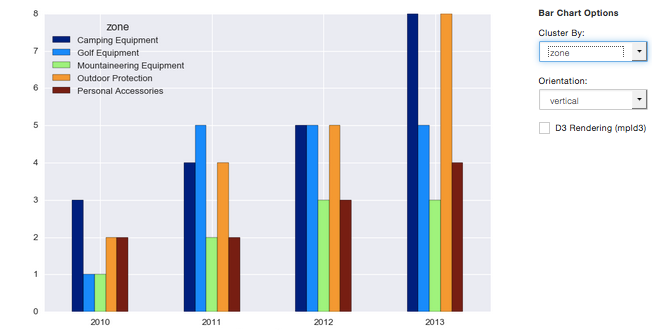 8
7
6
5
4
3
2
1
0
zone
Camping Equipment
Golf Equipment
Mountaineering Equipment
Outdoor Protection
Personal Accessories
2010 2011 2012 2013
Bar Chart Options
Cluster By:
zone
Orientation:
vertical
D3 Rendering (mpld3)